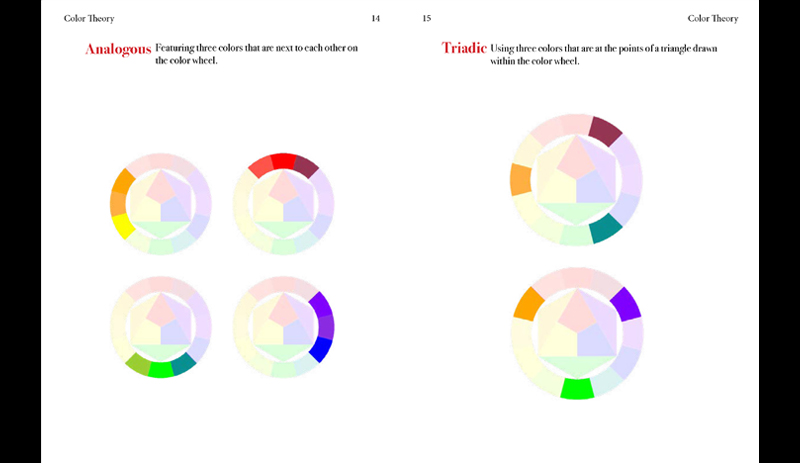 Color Theory 14
Analogous Featuring three colors that are next to each other on
the color wheel.
15 Color Theory
Triadic Using three colors that are at the points of a triangle drawn
within the color wheel.